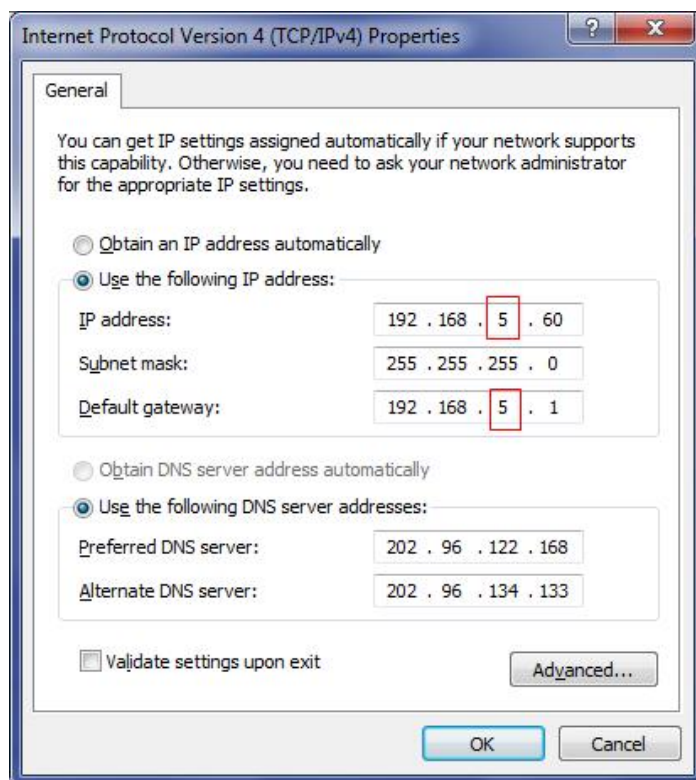 Internet Protocol Version 4 (TCP/IPv4) Properties
General
You can get IP settings assigned automatically if your network supports
this capability. Otherwise, you need to ask your network administrator
for the appropriate IP settings.
Obtain an IP address automatically
Use the following IP address:
IP address: 192 . 168 . 5 . 60
Subnet mask: 255 . 255 . 255 . 0
Default gateway: 192 . 168 . 5 . 1
Obtain DNS server address automatically
Use the following DNS server addresses:
Preferred DNS server: 202 . 96 . 122 . 168
Alternate DNS server: 202 . 96 . 134 . 133
Validate settings upon exit
Advanced...
OK Cancel